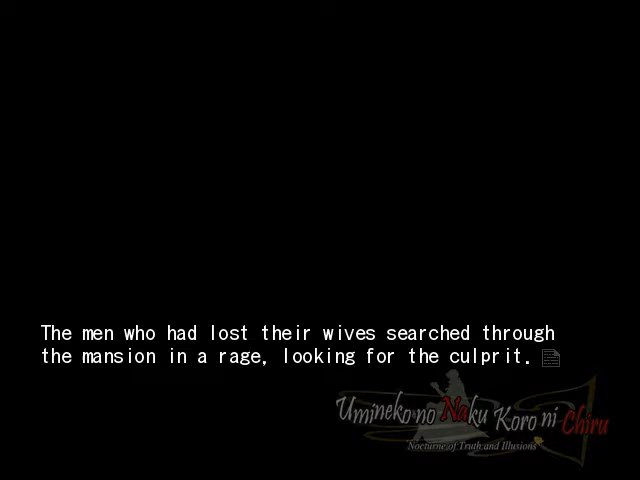 The men who had lost their wives searched through
the mansion in a rage, looking for the culprit.
Umineko no Naku Koro ni Chiru
Nocturne of Truth and Illusions